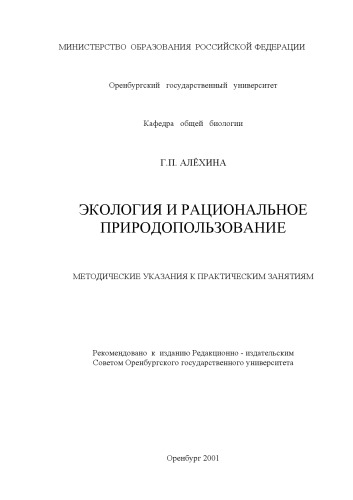 МИНИСТЕРСТВО ОБРАЗОВАНИЯ РОССИЙСКОЙ ФЕДЕРАЦИИ
Оренбургский государственный университет
Кафедра общей биологии
Г.П. АЛЁХИНА
ЭКОЛОГИЯ И РАЦИОНАЛЬНОЕ
ПРИРОДОПОЛЬЗОВАНИЕ
МЕТОДИЧЕСКИЕ УКАЗАНИЯ К ПРАКТИЧЕСКИМ ЗАНЯТИЯМ
Рекомендовано к изданию Редакционно - издательским
Советом Оренбургского государственного университета
Оренбург 2001